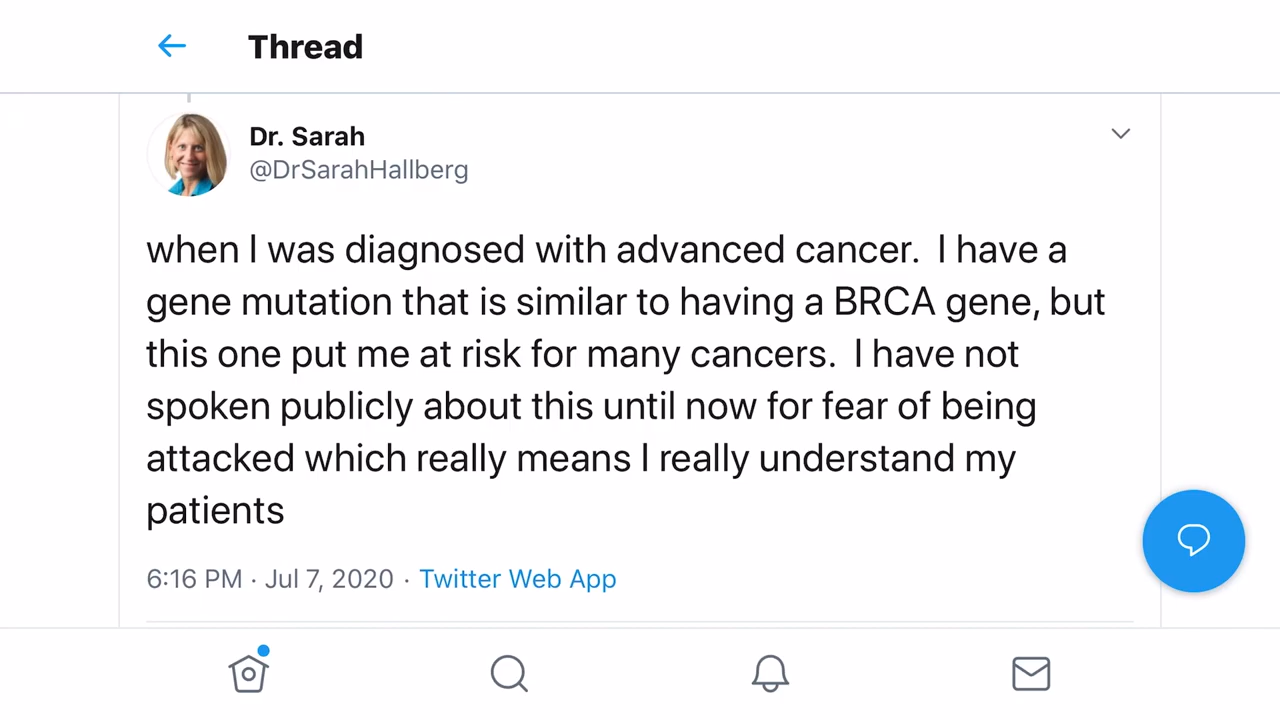 Thread
Dr. Sarah
@DrSarahHallberg
when I was diagnosed with advanced cancer.  I have a
gene mutation that is similar to having a BRCA gene, but
this one put me at risk for many cancers.  I have not
spoken publicly about this until now for fear of being
attacked which really means I really understand my
patients
6:16 PM · Jul 7, 2020 · Twitter Web App